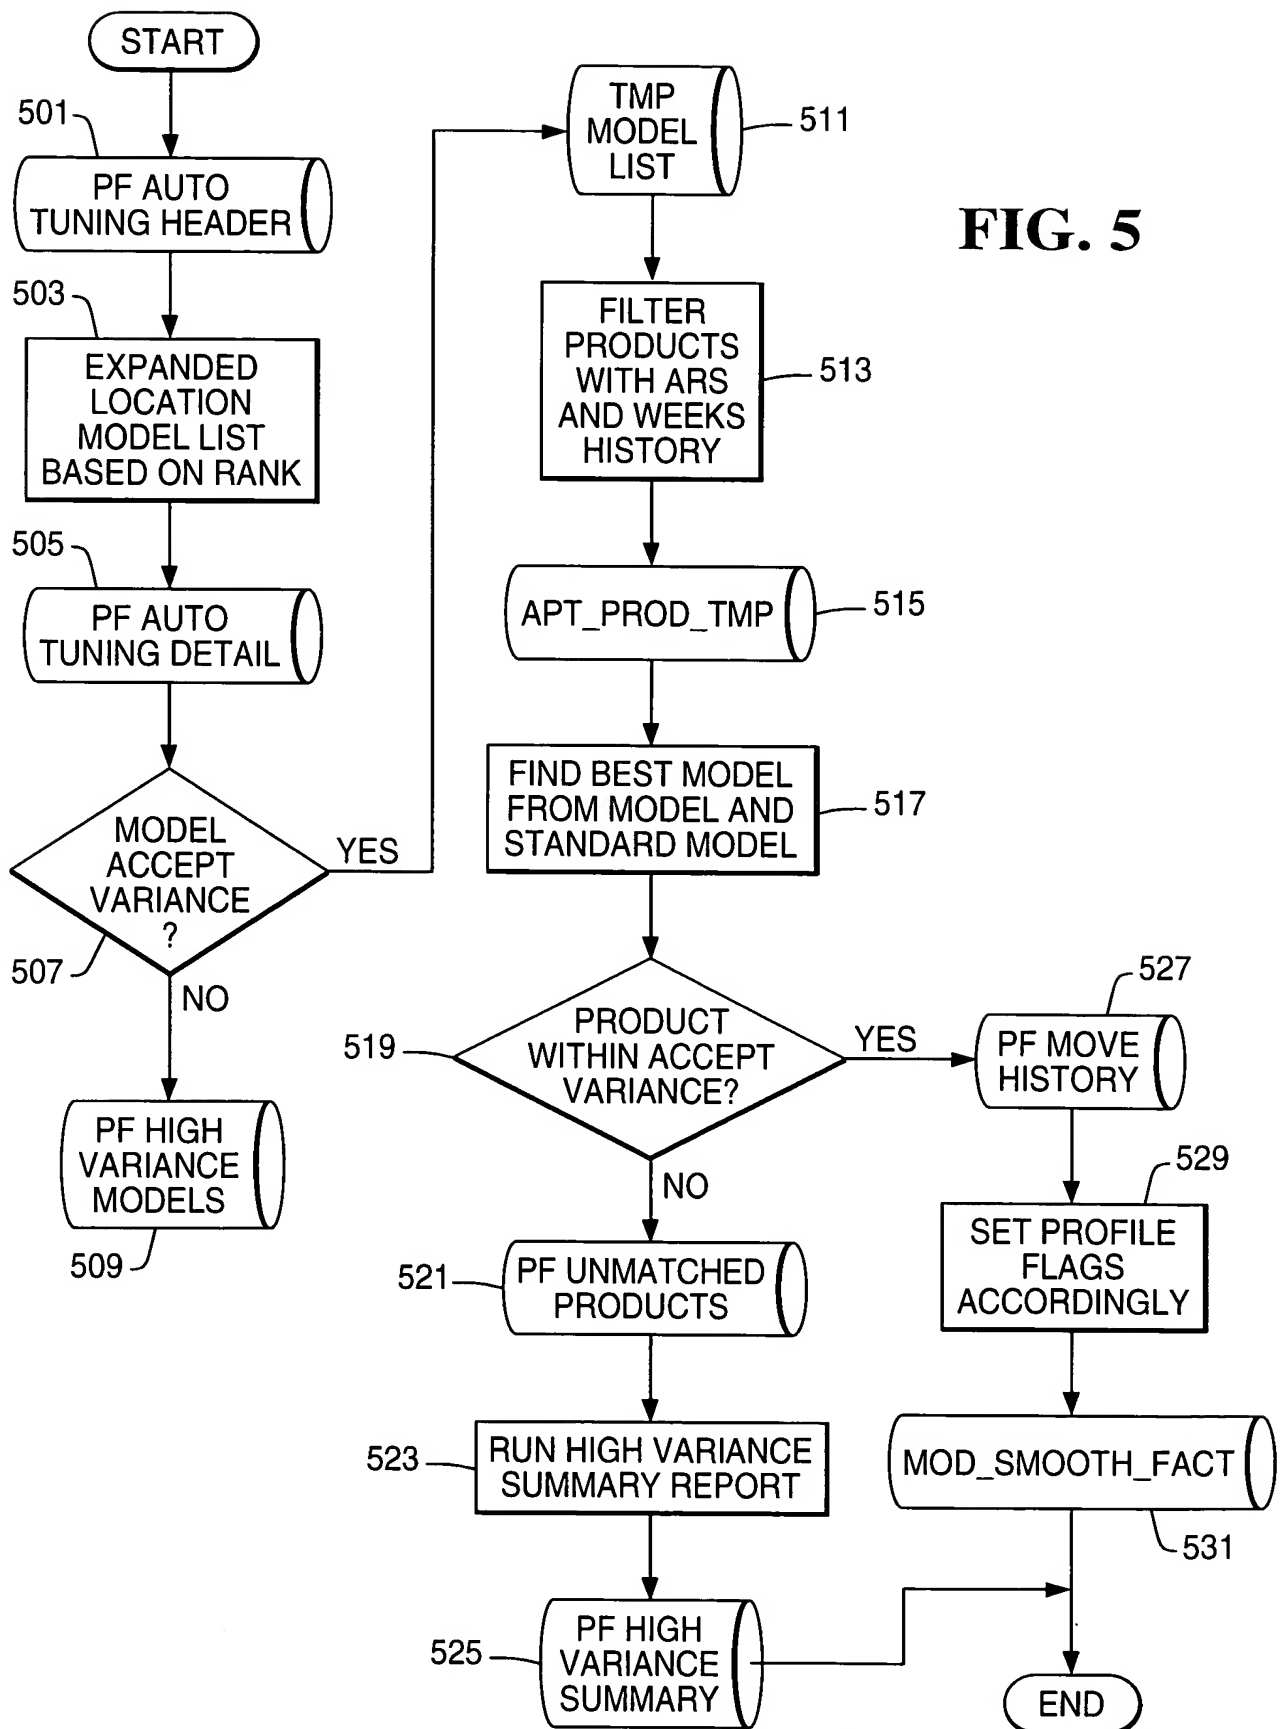 START
501
PF AUTO
TUNING HEADER
503
EXPANDED
LOCATION
MODEL LIST
BASED ON RANK
505
PF AUTO
TUNING DETAIL
MODEL
ACCEPT
VARIANCE
?
YES
507
NO
PF HIGH
VARIANCE
MODELS
509
TMP
MODEL
LIST
511
FIG. 5
FILTER
PRODUCTS
WITH ARS
AND WEEKS
HISTORY
513
APT_PROD_TMP
515
FIND BEST MODEL
FROM MODEL AND
STANDARD MODEL
517
PRODUCT
WITHIN ACCEPT
VARIANCE?
519
YES
NO
521
PF UNMATCHED
PRODUCTS
523
RUN HIGH VARIANCE
SUMMARY REPORT
525
PF HIGH
VARIANCE
SUMMARY
527
PF MOVE
HISTORY
529
SET PROFILE
FLAGS
ACCORDINGLY
MOD_SMOOTH_FACT
531
END